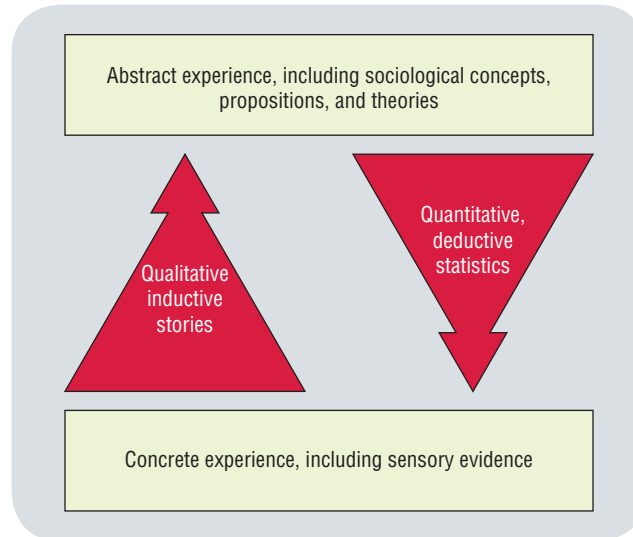 Abstract experience, including sociological concepts,
propositions, and theories
Qualitative
inductive
stories
Quantitative,
deductive
statistics
Concrete experience, including sensory evidence